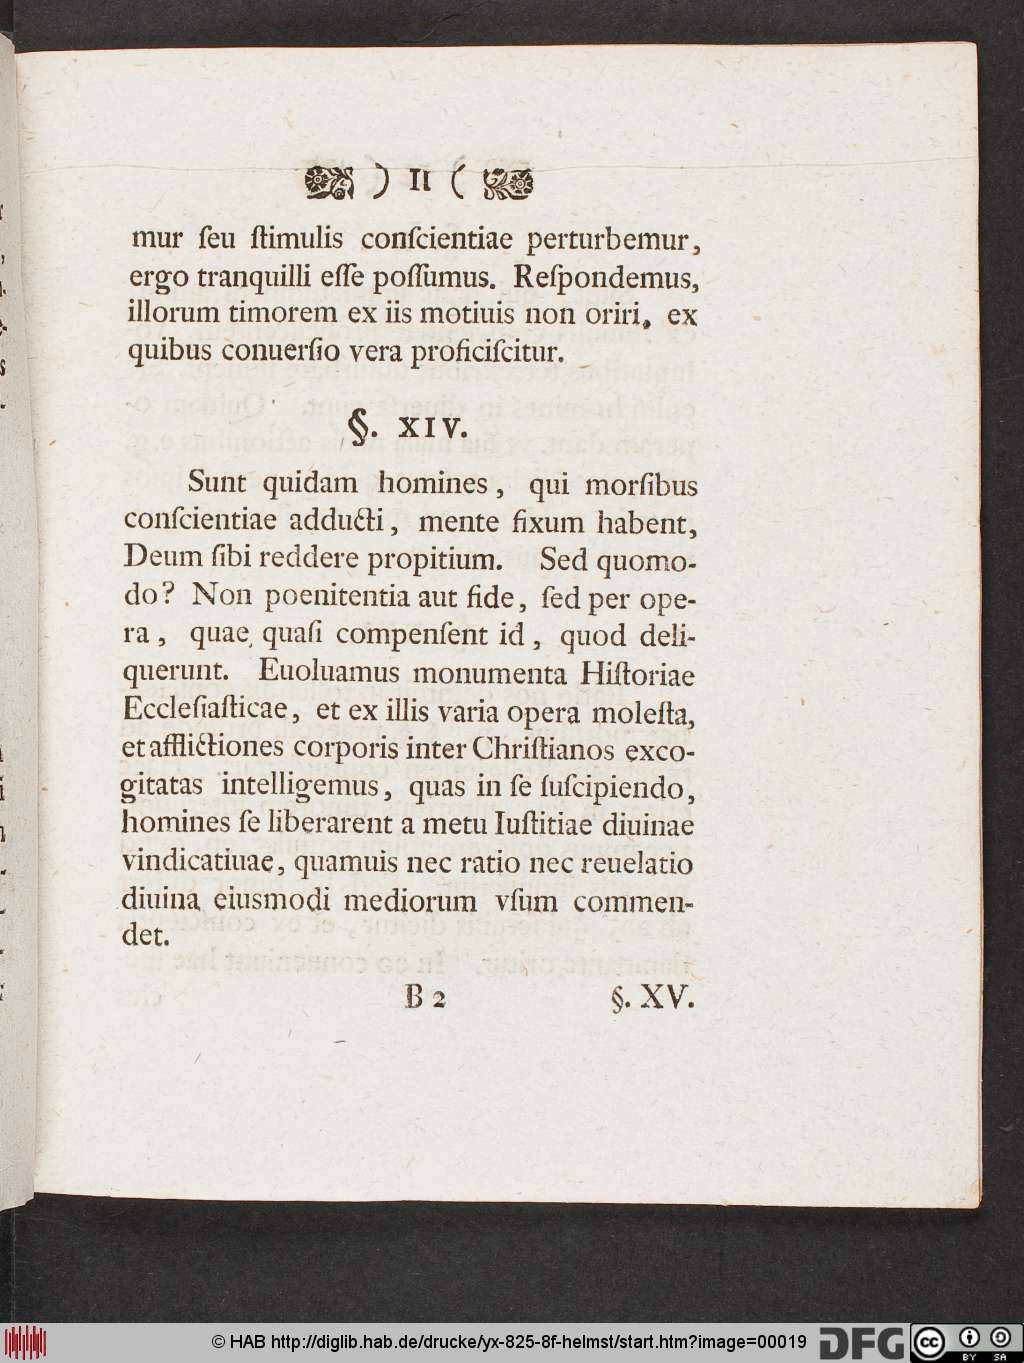 ) II (
mur ſeu ſtimulis conſcientiae perturbemur,
ergo tranquilli eſſe poſſumus. Reſpondemus,
illorum timorem ex iis motiuis non oriri, ex
quibus conuerſio vera proficiſcitur.
§. XIV.
Sunt quidam homines, qui morſibus
conſcientiae adducti, mente fixum habent,
Deum ſibi reddere propitium. Sed quomo-
do? Non poenitentia aut fide, ſed per ope-
ra, quae quaſi compenſent id, quod deli-
querunt. Euoluamus monumenta Hiſtoriae
Eccleſiaſticae, et ex illis varia opera moleſta,
et afflictiones corporis inter Chriſtianos exco-
gitatas intelligemus, quas in ſe ſuſcipiendo,
homines ſe liberarent a metu Iuſtitiae diuinae
vindicatiuae, quamuis nec ratio nec reuelatio
diuina eiusmodi mediorum vſum commen-
det.
B 2 §. XV.
© HAB http://diglib.hab.de/drucke/yx-825-8f-helmst/start.htm?image=00019 DFG cc BY SA